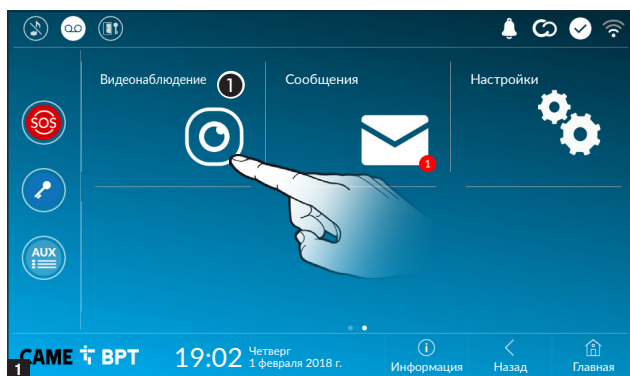 Видеонаблюдение
1
Сообщения
Настройки
SOS
1
AUX
1
CAME BPT
19:02
Четверг
1 февраля 2018 г.
Информация
Назад
Главная